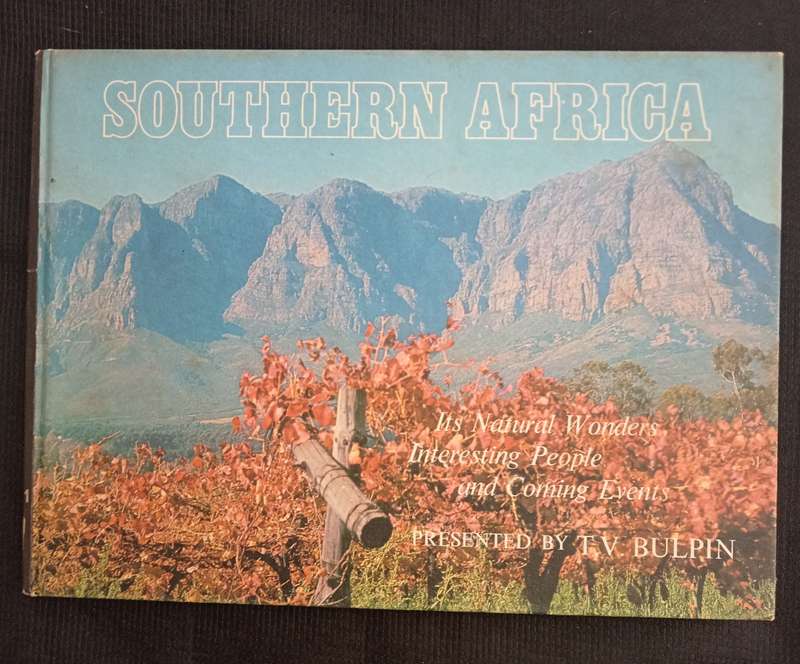 SOUTHERN AFRICA
Its Natural Wonders
Interesting People
and Coming Events
PRESENTED BY T.V. BULPIN